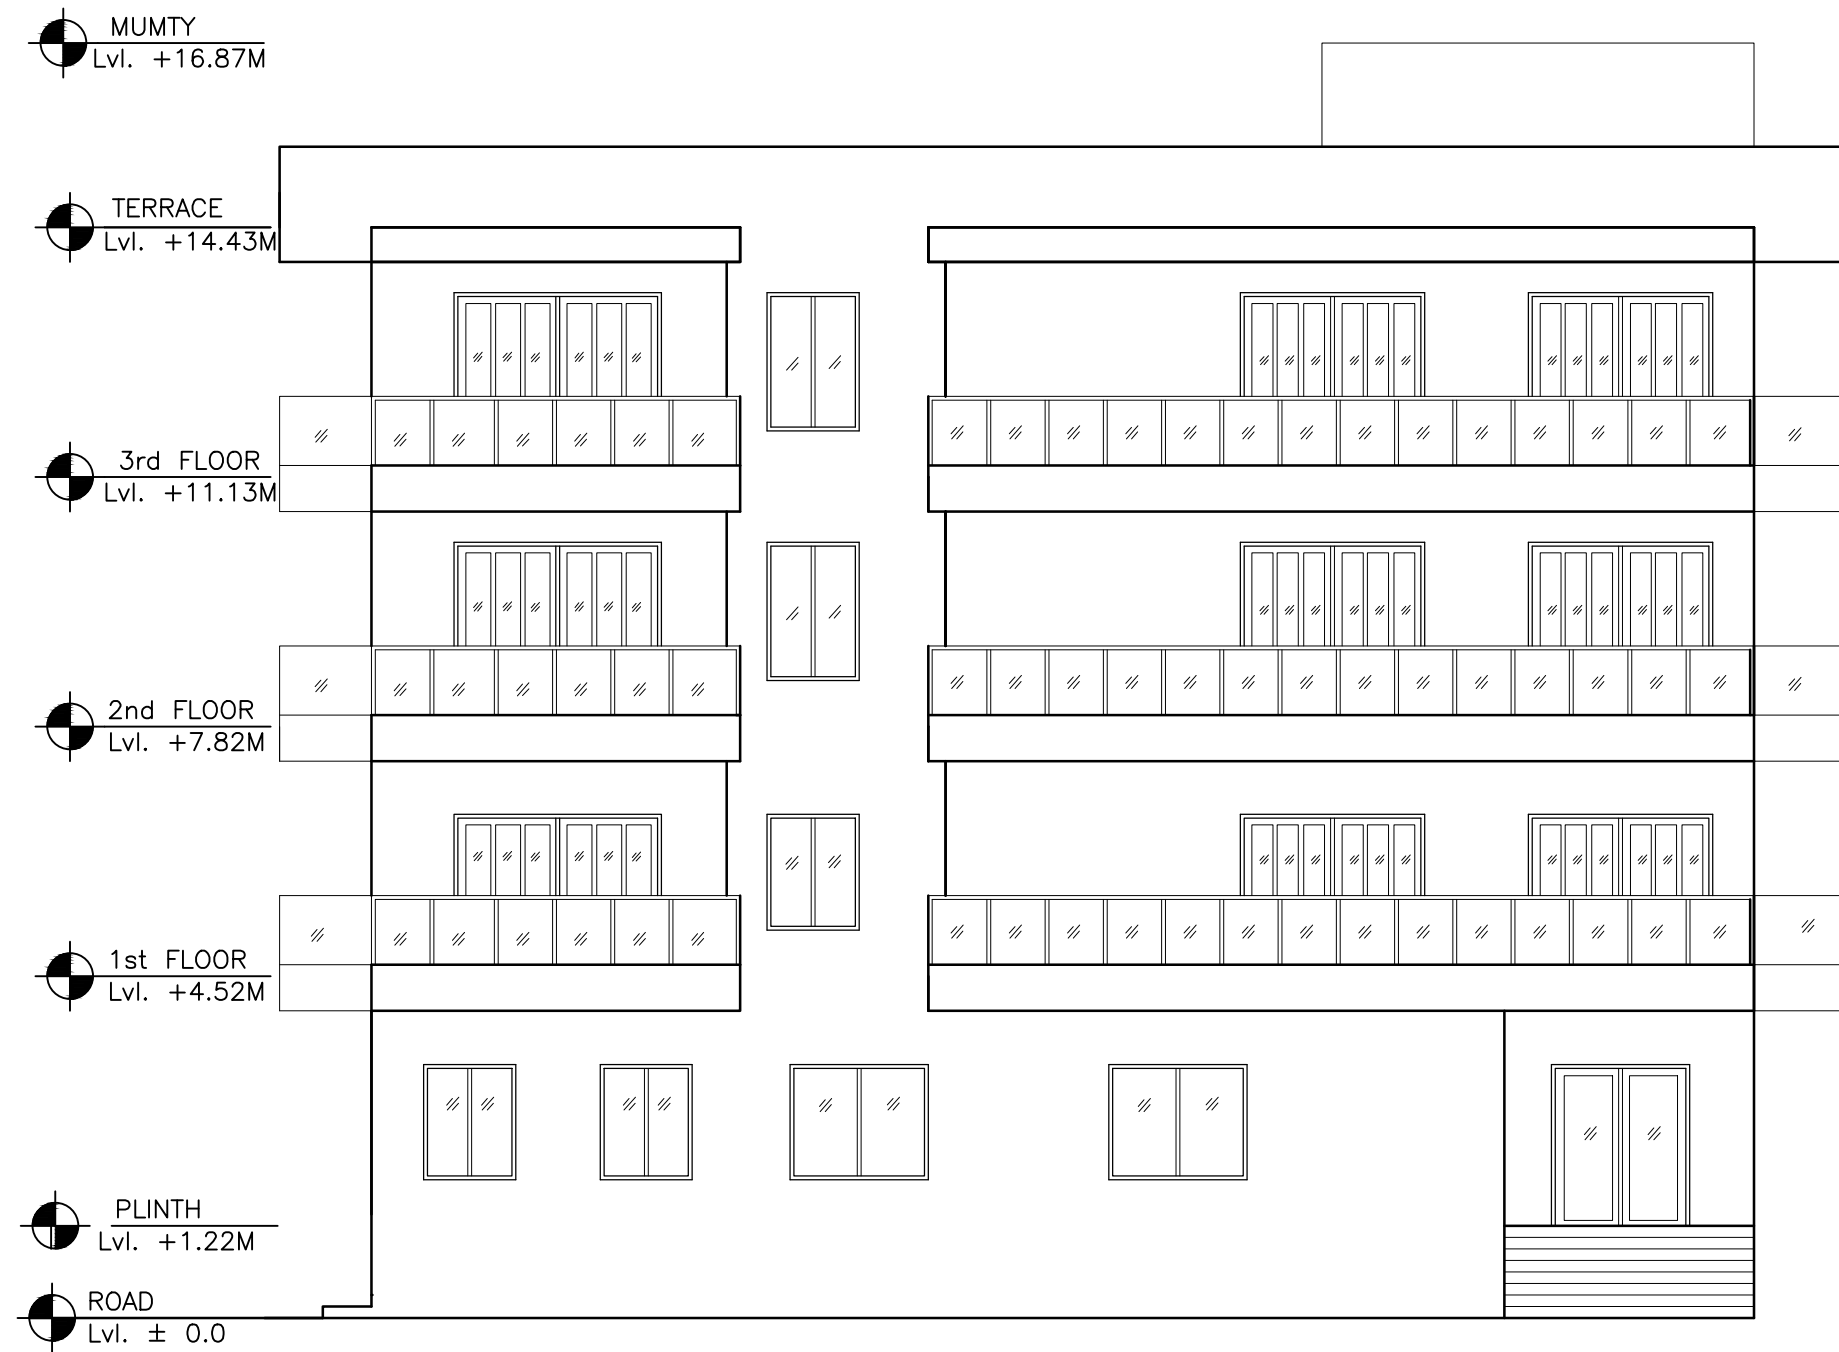 MUMTY
Lvl. +16.87M
TERRACE
Lvl. +14.43M
3rd FLOOR
Lvl. +11.13M
2nd FLOOR
Lvl. +7.82M
1st FLOOR
Lvl. +4.52M
PLINTH
Lvl. +1.22M
ROAD
Lvl. ± 0.0